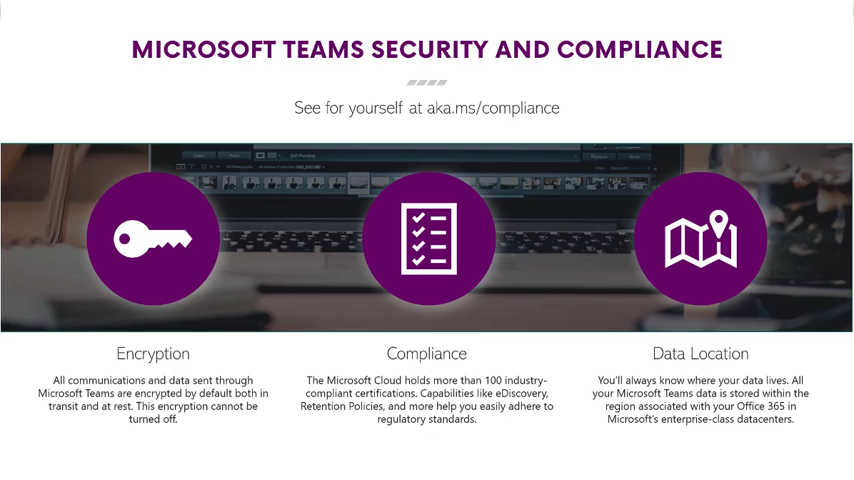 MICROSOFT TEAMS SECURITY AND COMPLIANCE
See for yourself at aka.ms/compliance
Encryption
All communications and data sent through
Microsoft Teams are encrypted by default both in
transit and at rest. This encryption cannot be
turned off.
Compliance
The Microsoft Cloud holds more than 100 industry-
compliant certifications. Capabilities like eDiscovery,
Retention Policies, and more help you easily adhere to
regulatory standards.
Data Location
You'll always know where your data lives. All
your Microsoft Teams data is stored within the
region associated with your Office 365 in
Microsoft's enterprise-class datacenters.